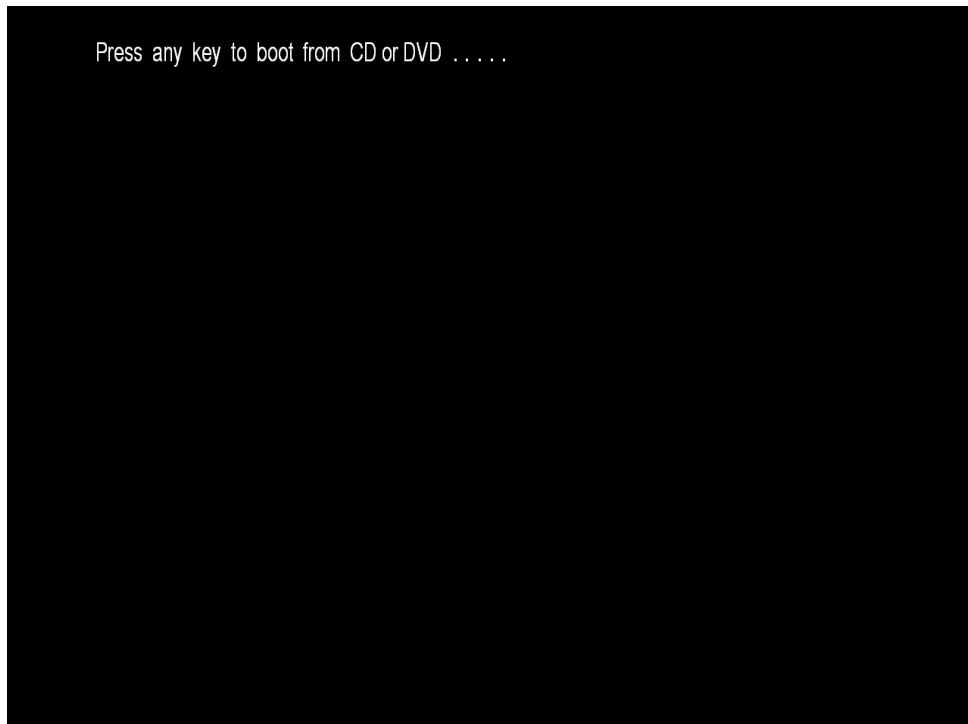 Press any key to boot from CD or DVD .....